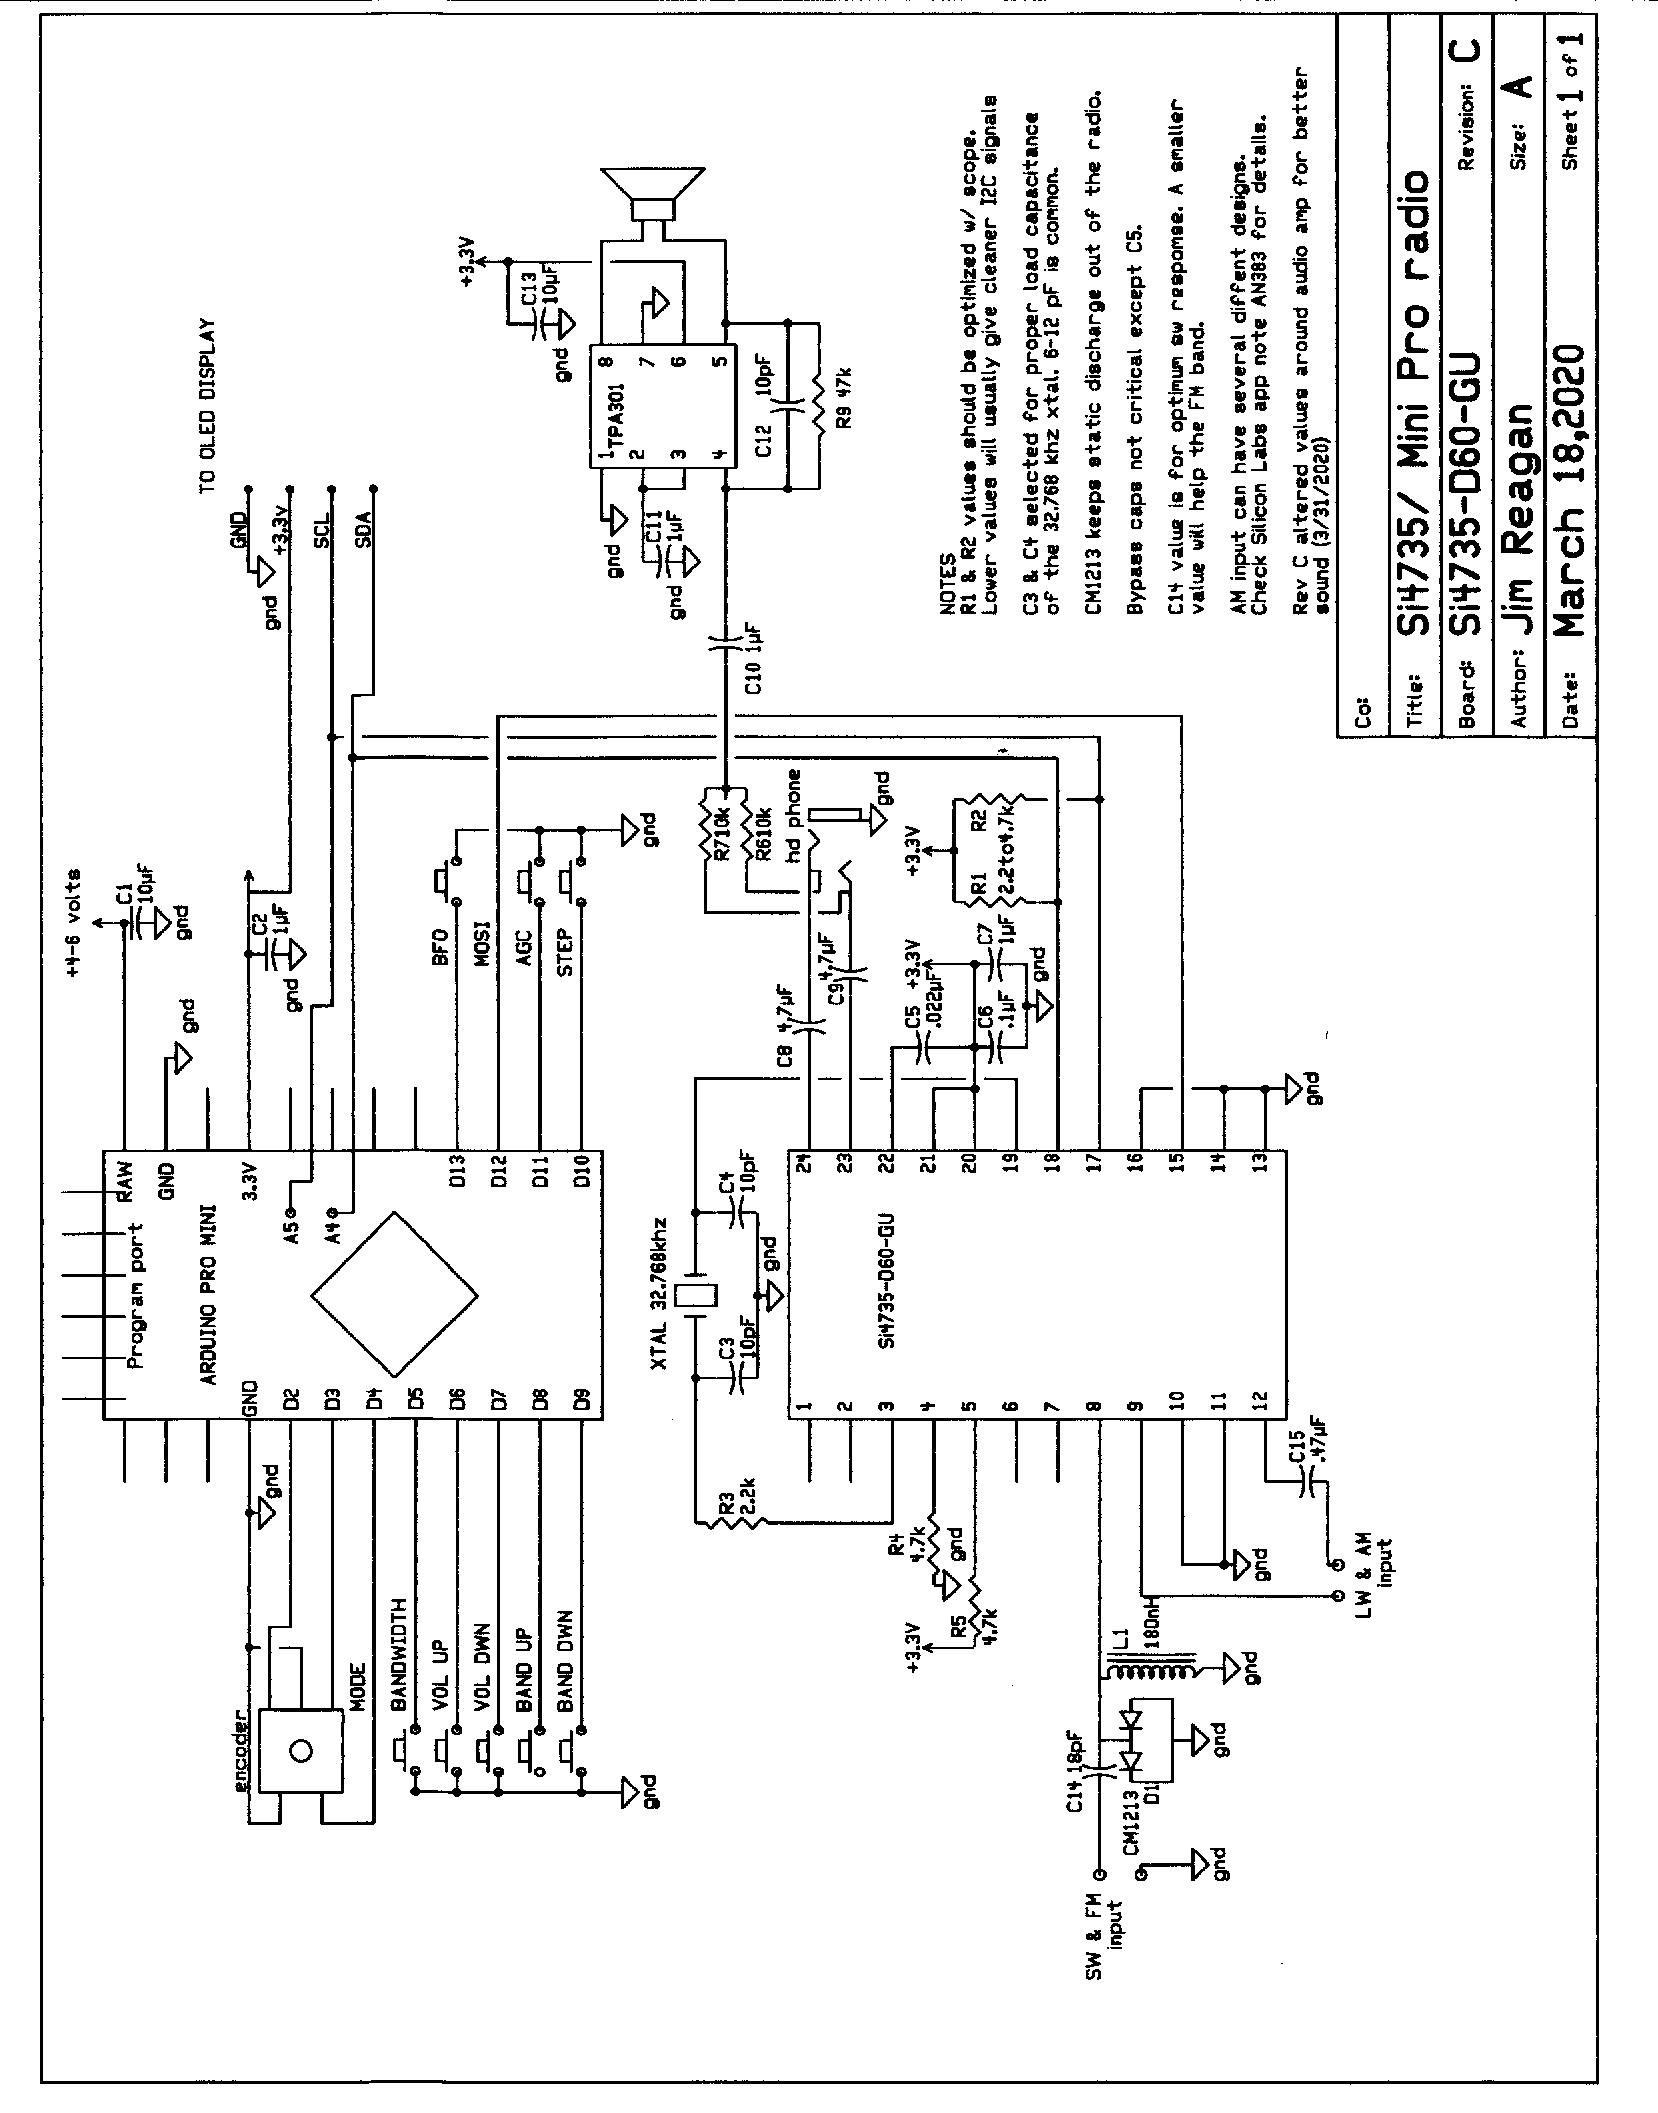 encoder
MODE
BANDWIDTH
VOL UP
VOL DWN
BAND UP
BAND DWN
gnd
gnd
Program port
ARDUINO PRO MINI
GND
D2
D3
D4
D5
D6
D7
D8
D9
RAW
GND
3.3V
A5
A4
D13
D12
D11
D10
+4-6 volts
C1
10µF
gnd
gnd
C2
1µF
gnd
BFO
MOSI
AGC
STEP
gnd
TO OLED DISPLAY
GND
gnd
+3.3v
SCL
SDA
XTAL 32.768khz
C3
10pF
C4
10pF
gnd
R3
2.2k
Si4735-D60-GU
1
2
3
4
5
6
7
8
9
10
11
12
24
23
22
21
20
19
18
17
16
15
14
13
R4
4.7k
gnd
+3.3V
R5
4.7k
SW & FM
input
gnd
C14 18pF
CM1213
D1
gnd
L1
180nH
gnd
gnd
C15
.47µF
LW & AM
input
gnd
C8 4.7µF
C9
4.7µF
C5
.022µF
+3.3V
C6
.1µF
C7
1µF
gnd
hd phone
gnd
R7 10k
R6 10k
+3.3V
R1
R2
2.2to4.7k
C10 1µF
gnd
C11
1µF
gnd
TPA301
1
2
3
4
8
7
6
5
+3.3V
C13
10µF
gnd
C12
10pF
R9 47k
NOTES
R1 & R2 values should be optimized w/ scope.
Lower values will usually give cleaner I2C signals
C3 & C4 selected for proper load capacitance
of the 32.768 khz xtal. 6-12 pF is common.
CM1213 keeps static discharge out of the radio.
Bypass caps not critical except C5.
C14 value is for optimum sw response. A smaller
value will help the FM band.
AM input can have several diffent designs.
Check Silicon Labs app note AN383 for details.
Rev C altered values around audio amp for better
sound (3/31/2020)
Co:
Title: Si4735/ Mini Pro radio
Board: Si4735-D60-GU Revision: C
Author: Jim Reagan Size: A
Date: March 18,2020 Sheet 1 of 1